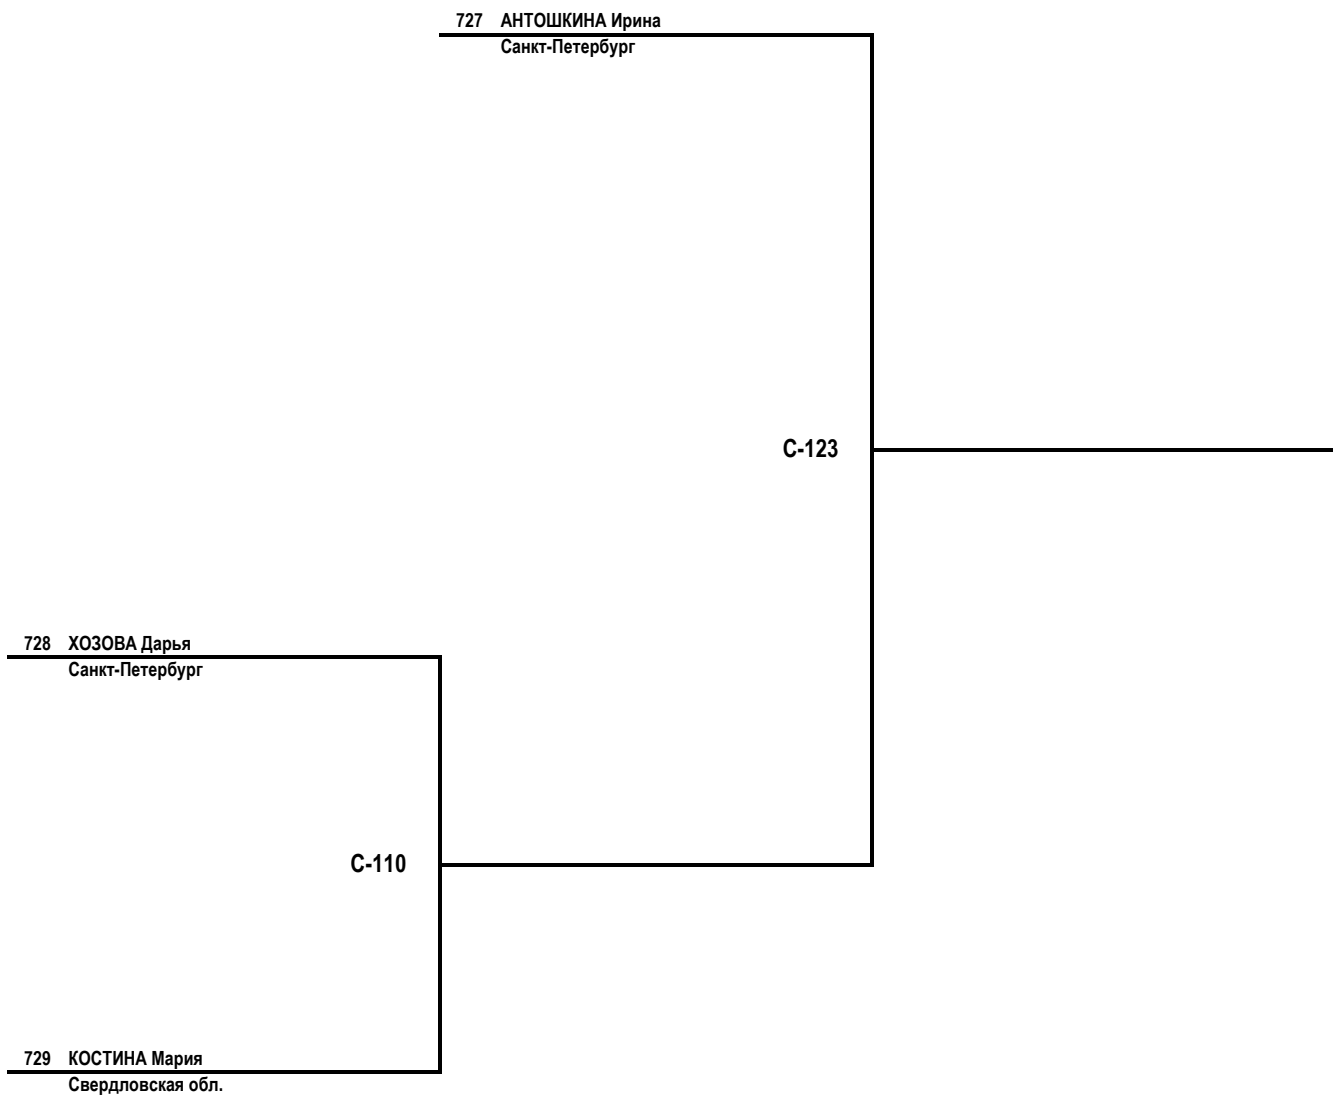 727 АНТОШКИНА Ирина
Санкт-Петербург
С-123
728 ХОЗОВА Дарья
Санкт-Петербург
С-110
729 КОСТИНА Мария
Свердловская обл.